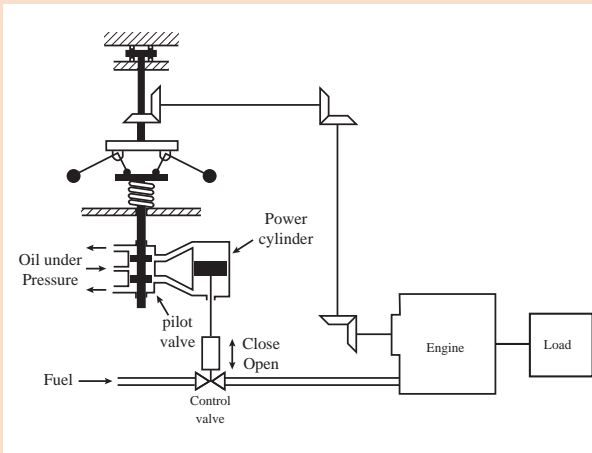 Power
cylinder
Oil under
Pressure
pilot
valve
Close
Open
Engine
Load
Fuel
Control
valve